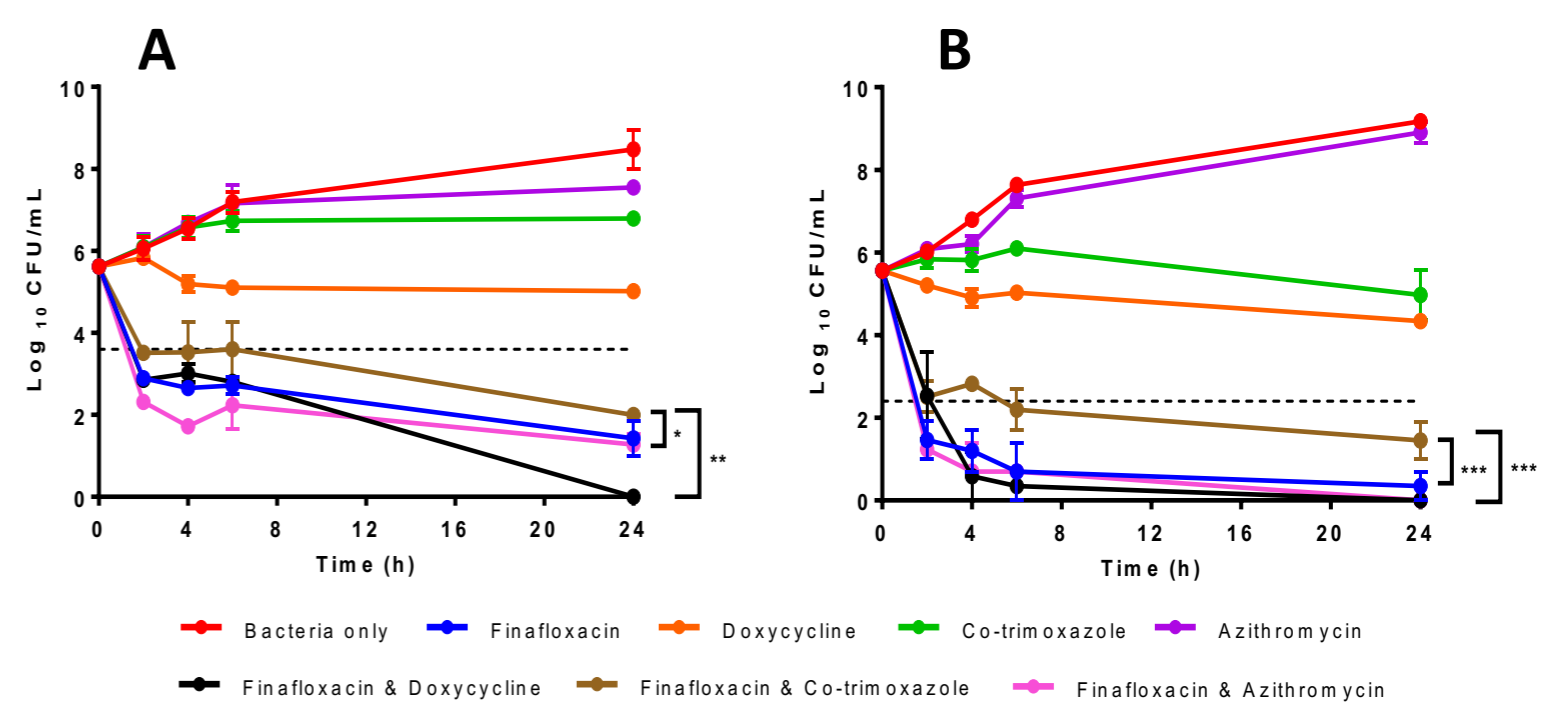 A
B
10
8
6
4
2
0
Log 10 CFU/mL
0 4 8 12 16 20 24
Time (h)
*
**
10
8
6
4
2
0
Log 10 CFU/mL
0 4 8 12 16 20 24
Time (h)
***
***
Bacteria only Finafloxacin Doxycycline Co-trimoxazole Azithromycin
Finafloxacin & Doxycycline Finafloxacin & Co-trimoxazole Finafloxacin & Azithromycin